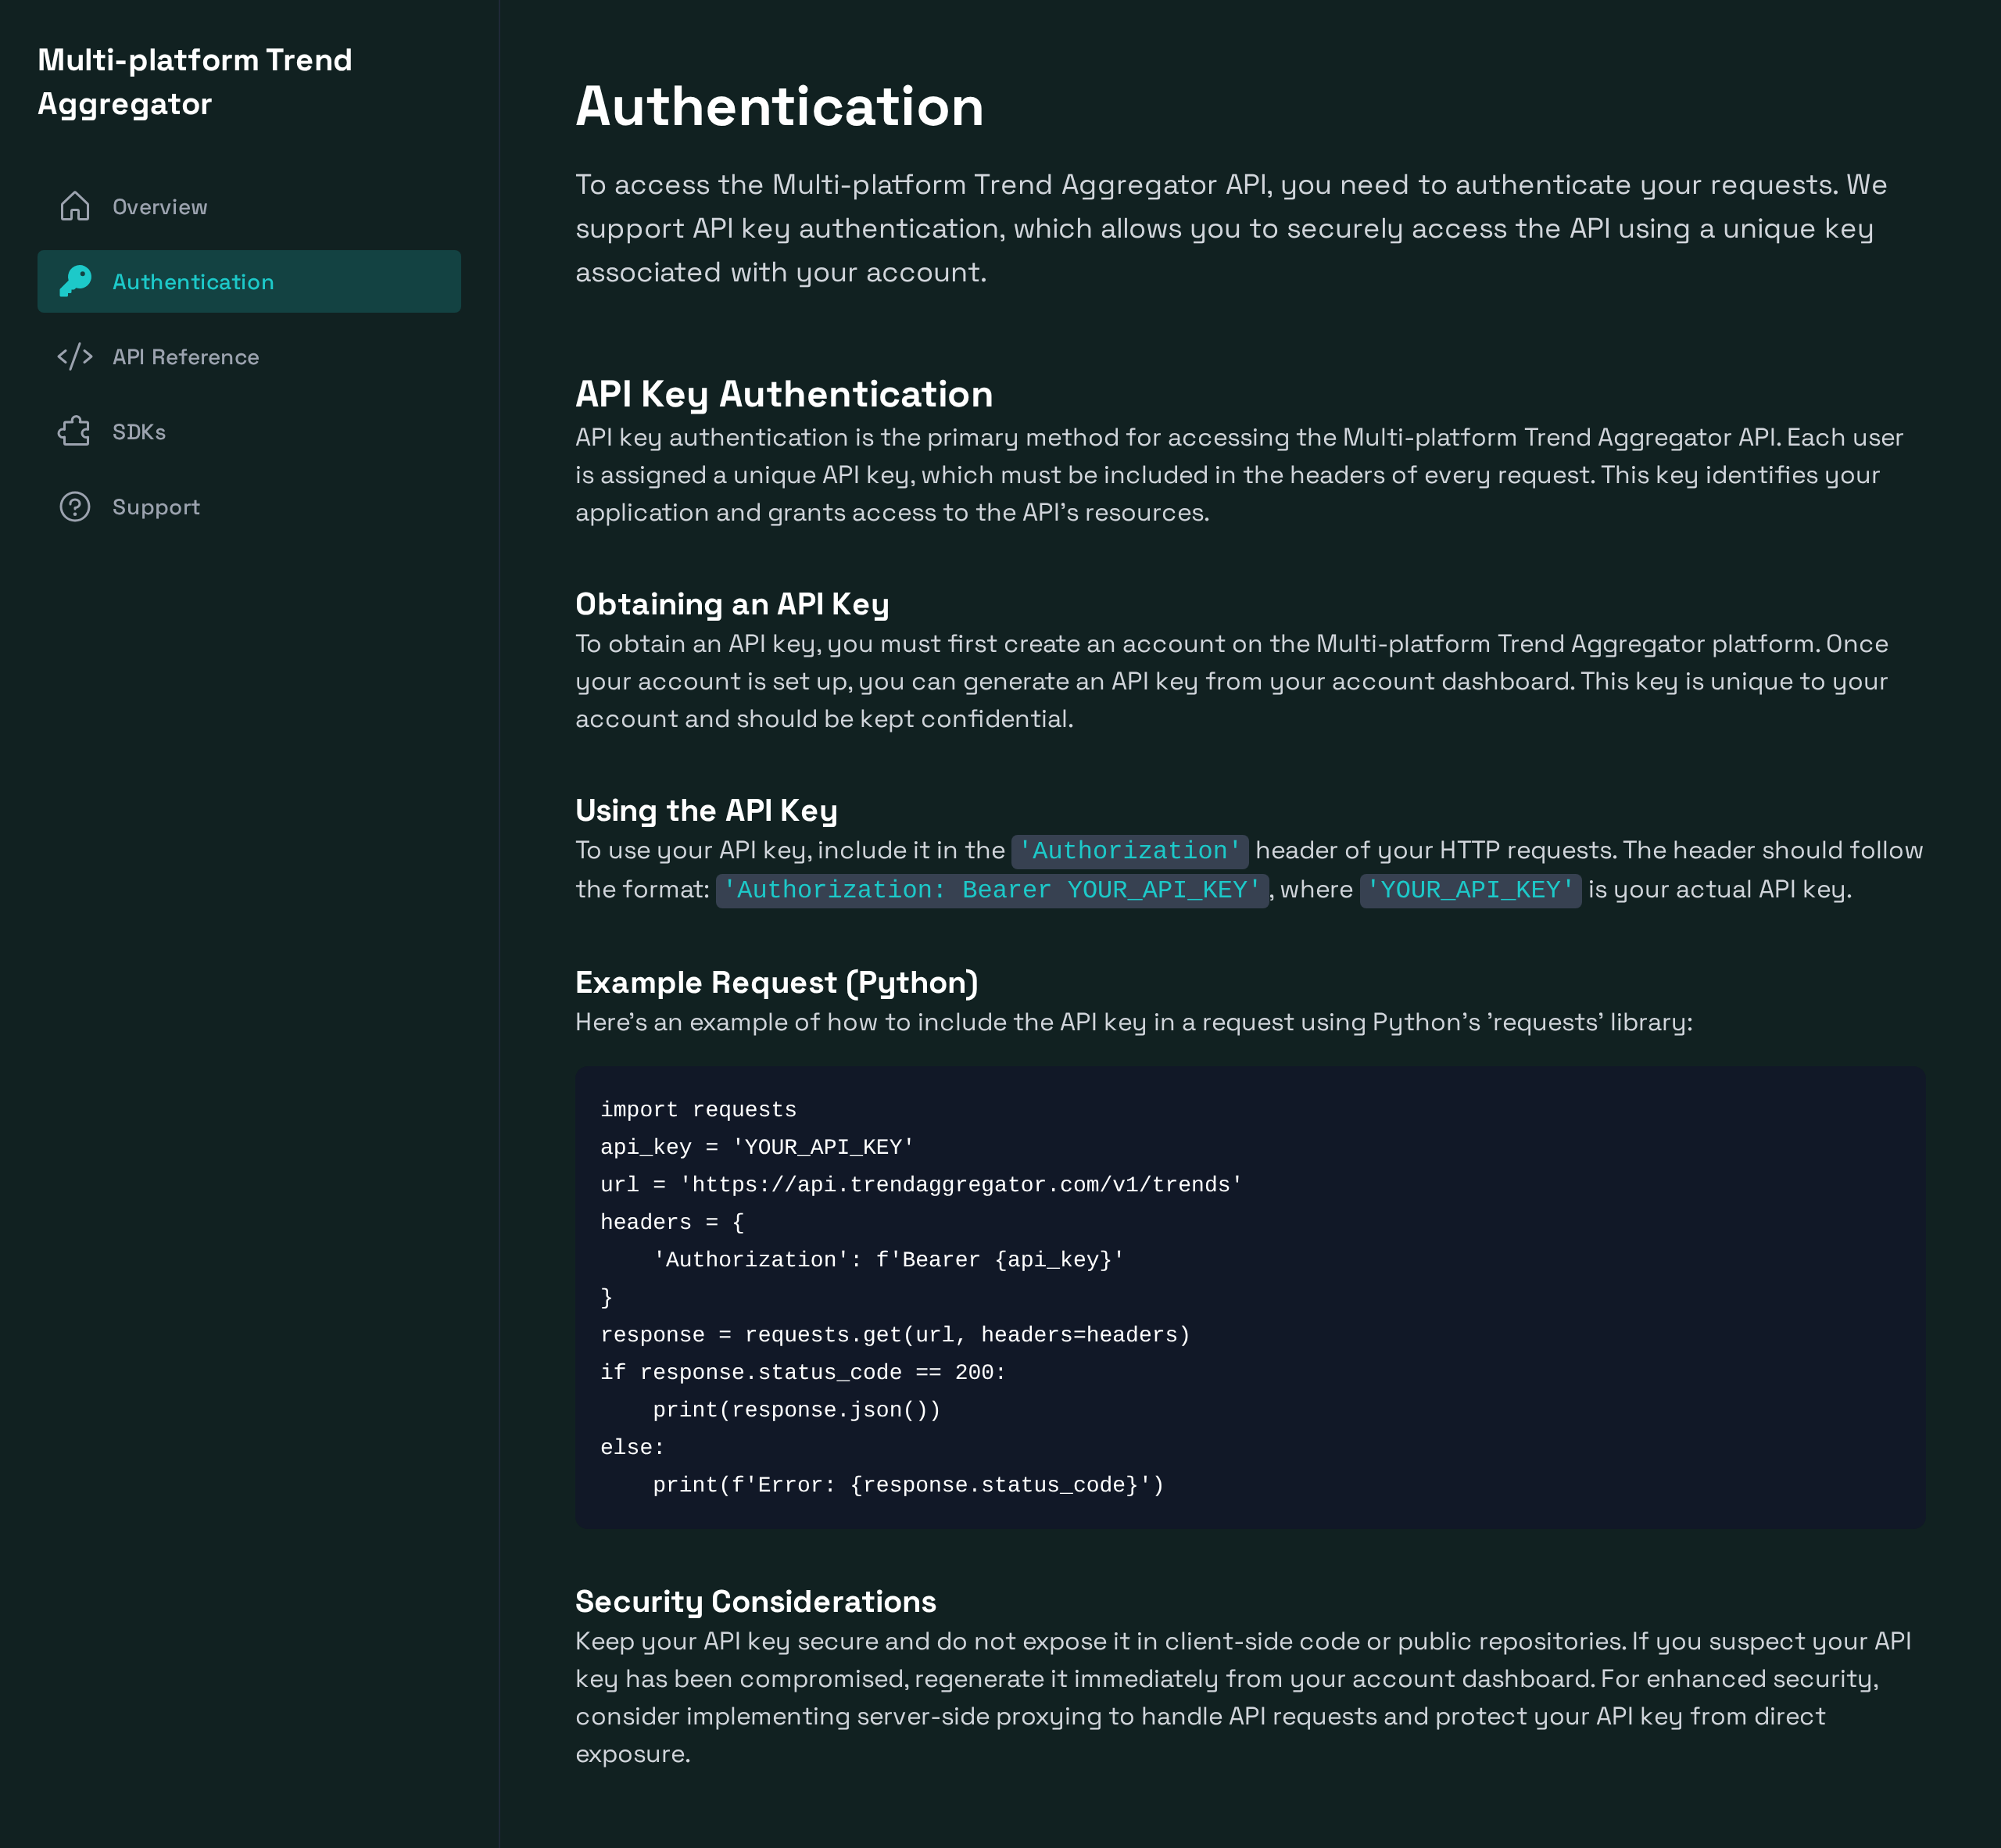 Multi-platform Trend
Aggregator
Overview
Authentication
API Reference
SDKs
Support
Authentication
To access the Multi-platform Trend Aggregator API, you need to authenticate your requests. We
support API key authentication, which allows you to securely access the API using a unique key
associated with your account.
API Key Authentication
API key authentication is the primary method for accessing the Multi-platform Trend Aggregator API. Each user
is assigned a unique API key, which must be included in the headers of every request. This key identifies your
application and grants access to the API's resources.
Obtaining an API Key
To obtain an API key, you must first create an account on the Multi-platform Trend Aggregator platform. Once
your account is set up, you can generate an API key from your account dashboard. This key is unique to your
account and should be kept confidential.
Using the API Key
To use your API key, include it in the 'Authorization' header of your HTTP requests. The header should follow
the format: 'Authorization: Bearer YOUR_API_KEY', where 'YOUR_API_KEY' is your actual API key.
Example Request (Python)
Here's an example of how to include the API key in a request using Python's 'requests' library:
import requests
api_key = 'YOUR_API_KEY'
url = 'https://api.trendaggregator.com/v1/trends'
headers = {
    'Authorization': f'Bearer {api_key}'
}
response = requests.get(url, headers=headers)
if response.status_code == 200:
    print(response.json())
else:
    print(f'Error: {response.status_code}')
Security Considerations
Keep your API key secure and do not expose it in client-side code or public repositories. If you suspect your API
key has been compromised, regenerate it immediately from your account dashboard. For enhanced security,
consider implementing server-side proxying to handle API requests and protect your API key from direct
exposure.